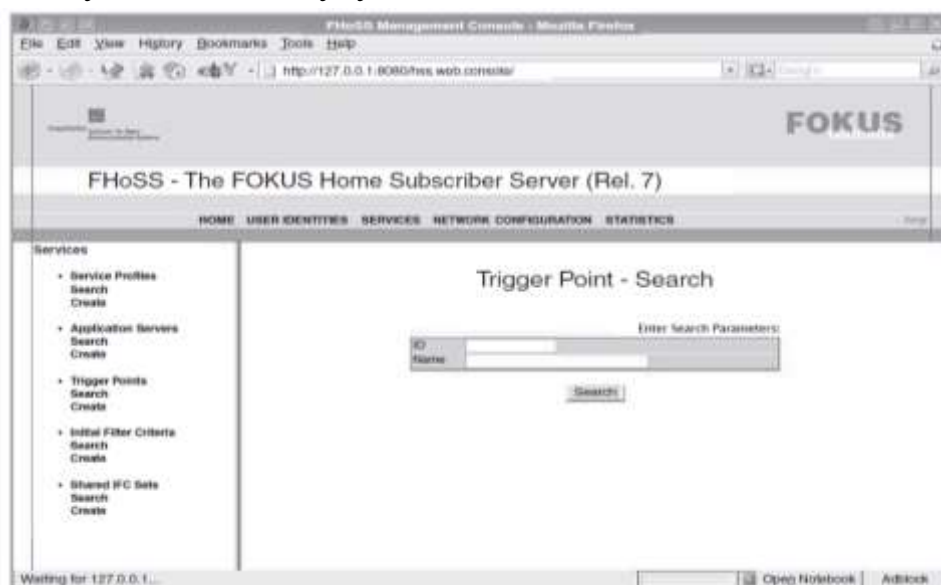 FHoSS Management Console - Mozilla Firefox
File Edit View History Bookmarks Tools Help
http://127.0.0.1:8080/hss.web.console/
FOKUS
FHoSS - The FOKUS Home Subscriber Server (Rel. 7)
HOME USER IDENTITIES SERVICES NETWORK CONFIGURATION STATISTICS
Services
• Service Profiles
Search
Create
• Application Servers
Search
Create
• Trigger Points
Search
Create
• Initial Filter Criteria
Search
Create
• Shared IFC Sets
Search
Create
Trigger Point - Search
Enter Search Parameters:
ID
Name
Search
Waiting for 127.0.0.1...
Open Notebook
Adblock